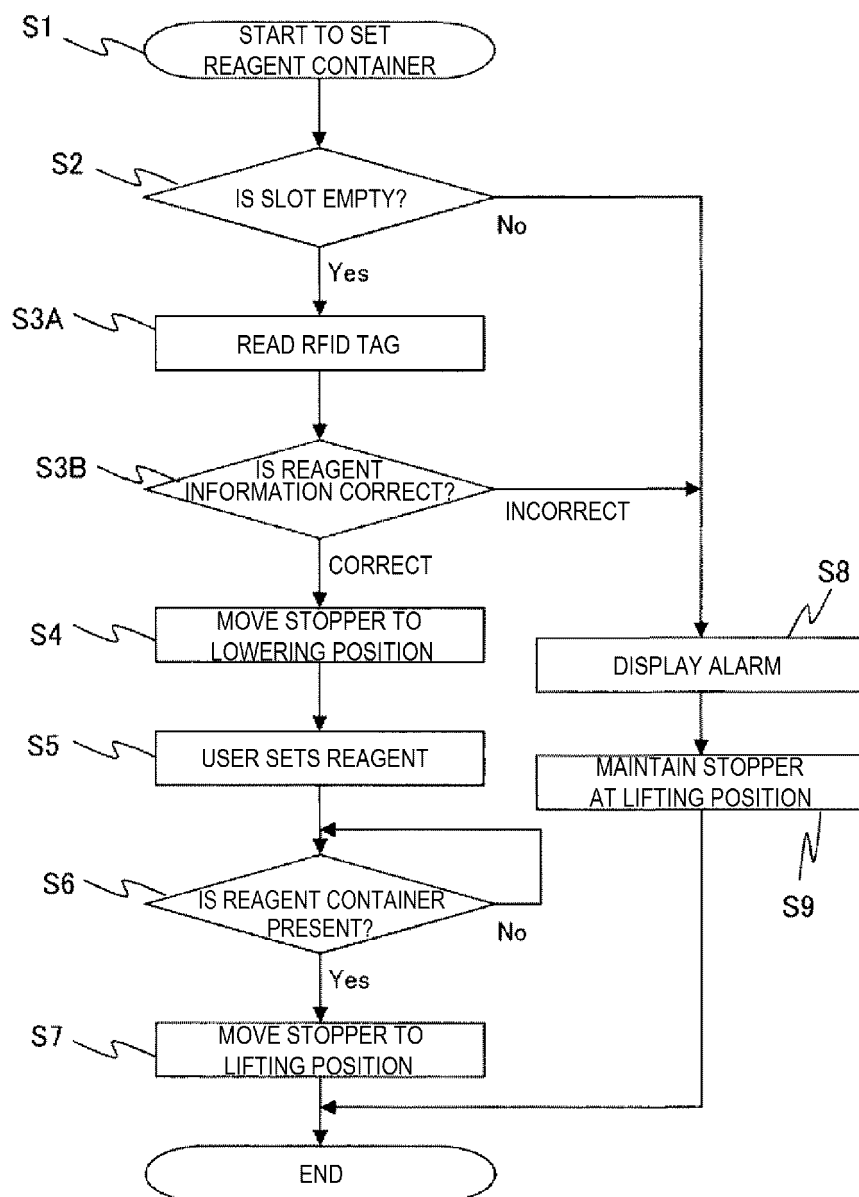 S1
START TO SET
REAGENT CONTAINER
S2
IS SLOT EMPTY?
No
Yes
S3A
READ RFID TAG
S3B
IS REAGENT
INFORMATION CORRECT?
INCORRECT
CORRECT
S4
MOVE STOPPER TO
LOWERING POSITION
S8
DISPLAY ALARM
S5
USER SETS REAGENT
MAINTAIN STOPPER
AT LIFTING POSITION
S9
S6
IS REAGENT CONTAINER
PRESENT?
No
Yes
S7
MOVE STOPPER TO
LIFTING POSITION
END